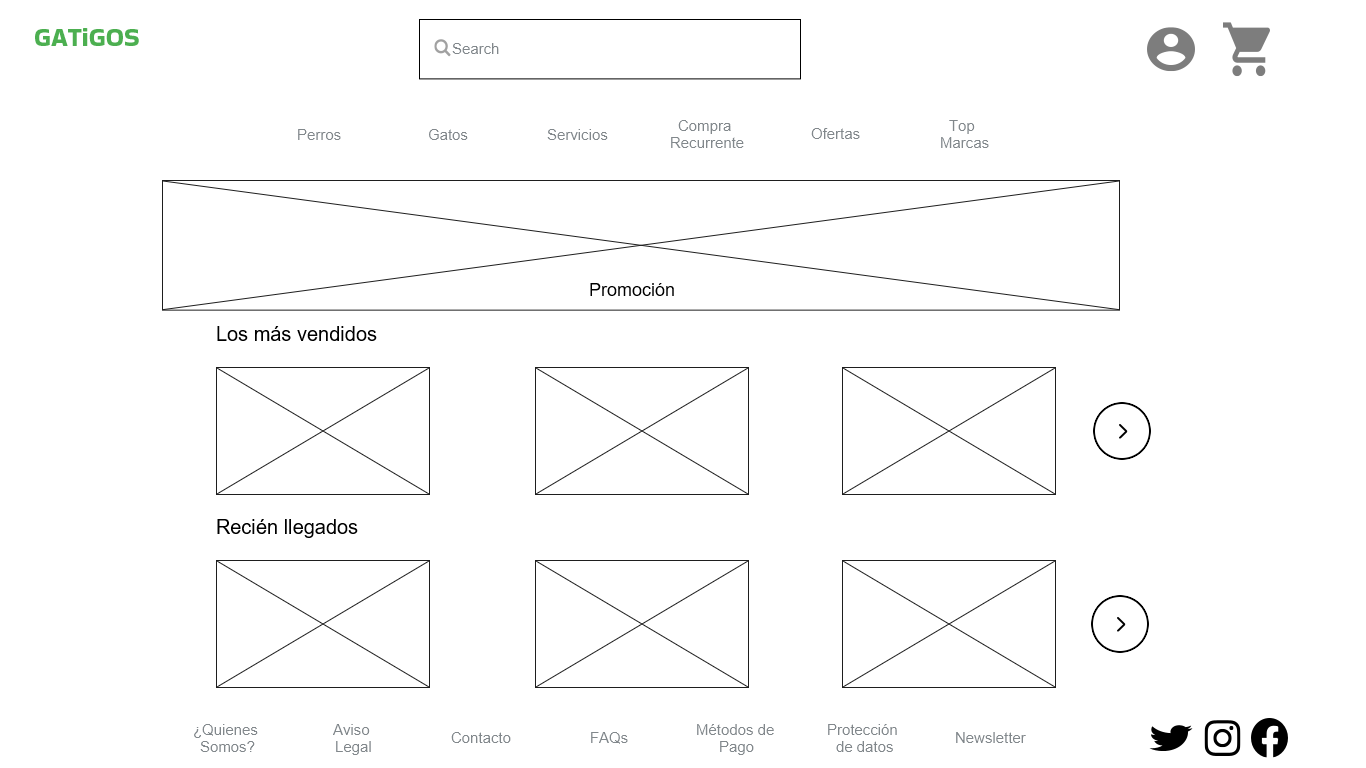 GATiGOS
Search
Perros
Gatos
Servicios
Compra
Recurrente
Ofertas
Top
Marcas
Promoción
Los más vendidos
Recién llegados
¿Quienes
Somos?
Aviso
Legal
Contacto
FAQs
Métodos de
Pago
Protección
de datos
Newsletter